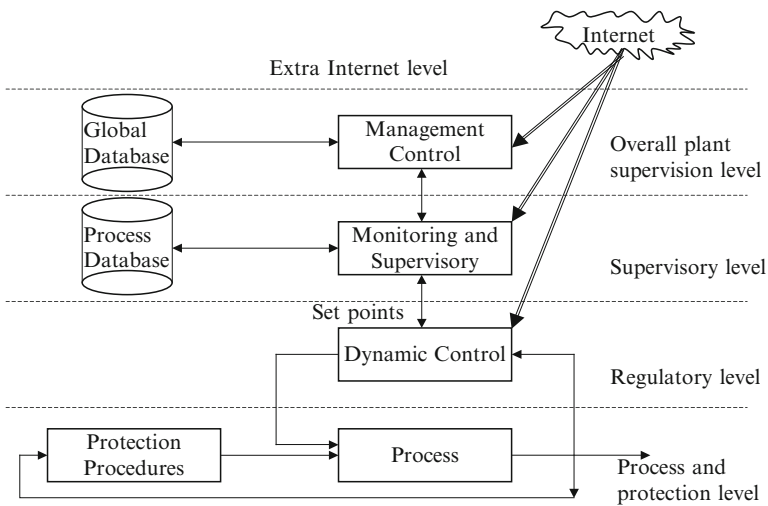 Internet
Extra Internet level
Global
Database
Management
Control
Overall plant
supervision level
Process
Database
Monitoring and
Supervisory
Supervisory level
Set points
Dynamic Control
Regulatory level
Protection
Procedures
Process
Process and
protection level